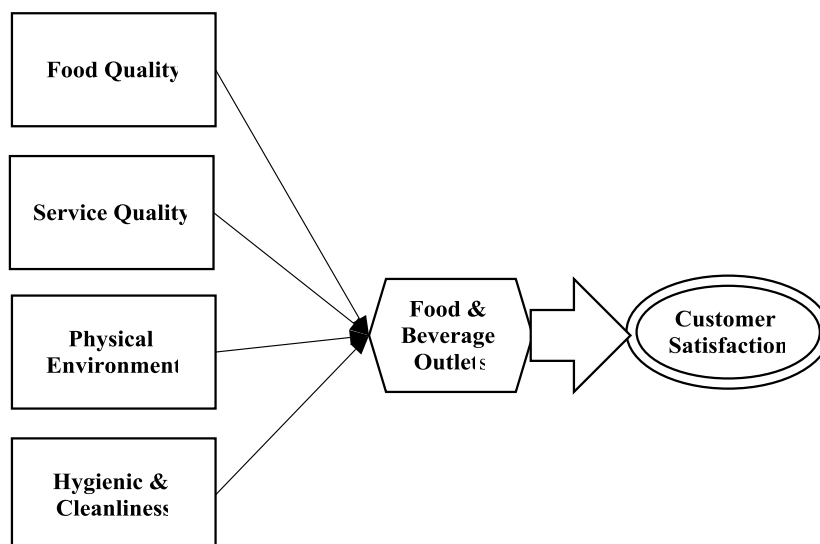 Food Quality
Service Quality
Physical
Environment
Hygienic &
Cleanliness
Food &
Beverage
Outlets
Customer
Satisfaction